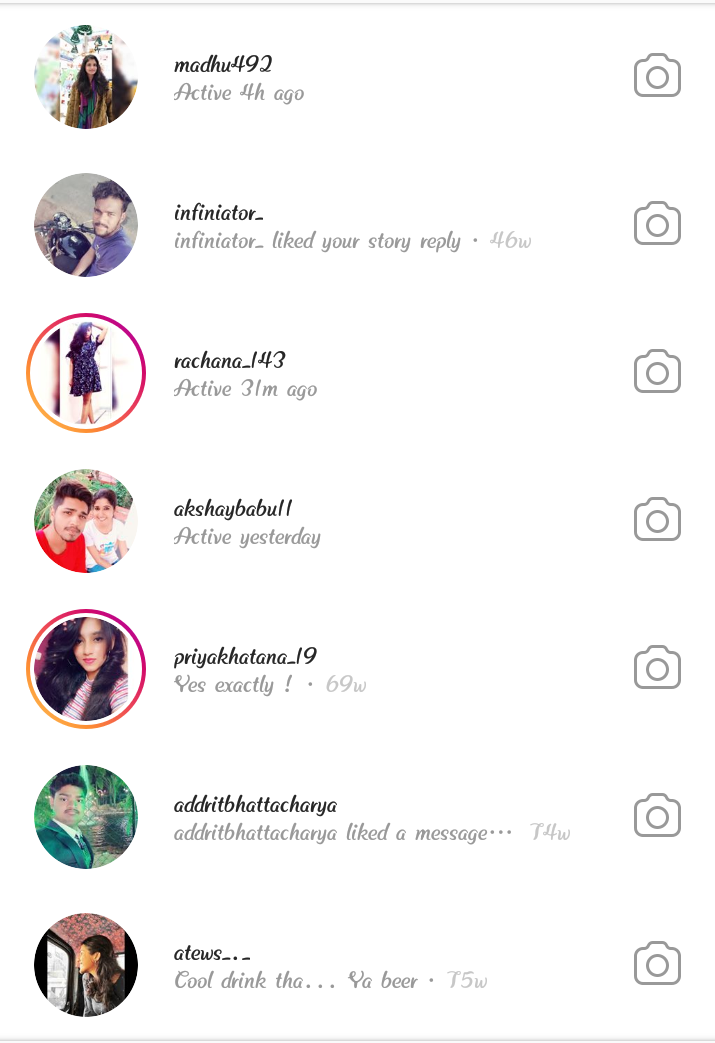 madhu492
Active 4h ago
infiniator_
infiniator_ liked your story reply · 46w
rachana_143
Active 31m ago
akshaybabu11
Active yesterday
priyakhatana_19
Yes exactly ! · 69w
addritbhattacharya
addritbhattacharya liked a message... 74w
atews_._
Cool drink tha... Ya beer · 75w